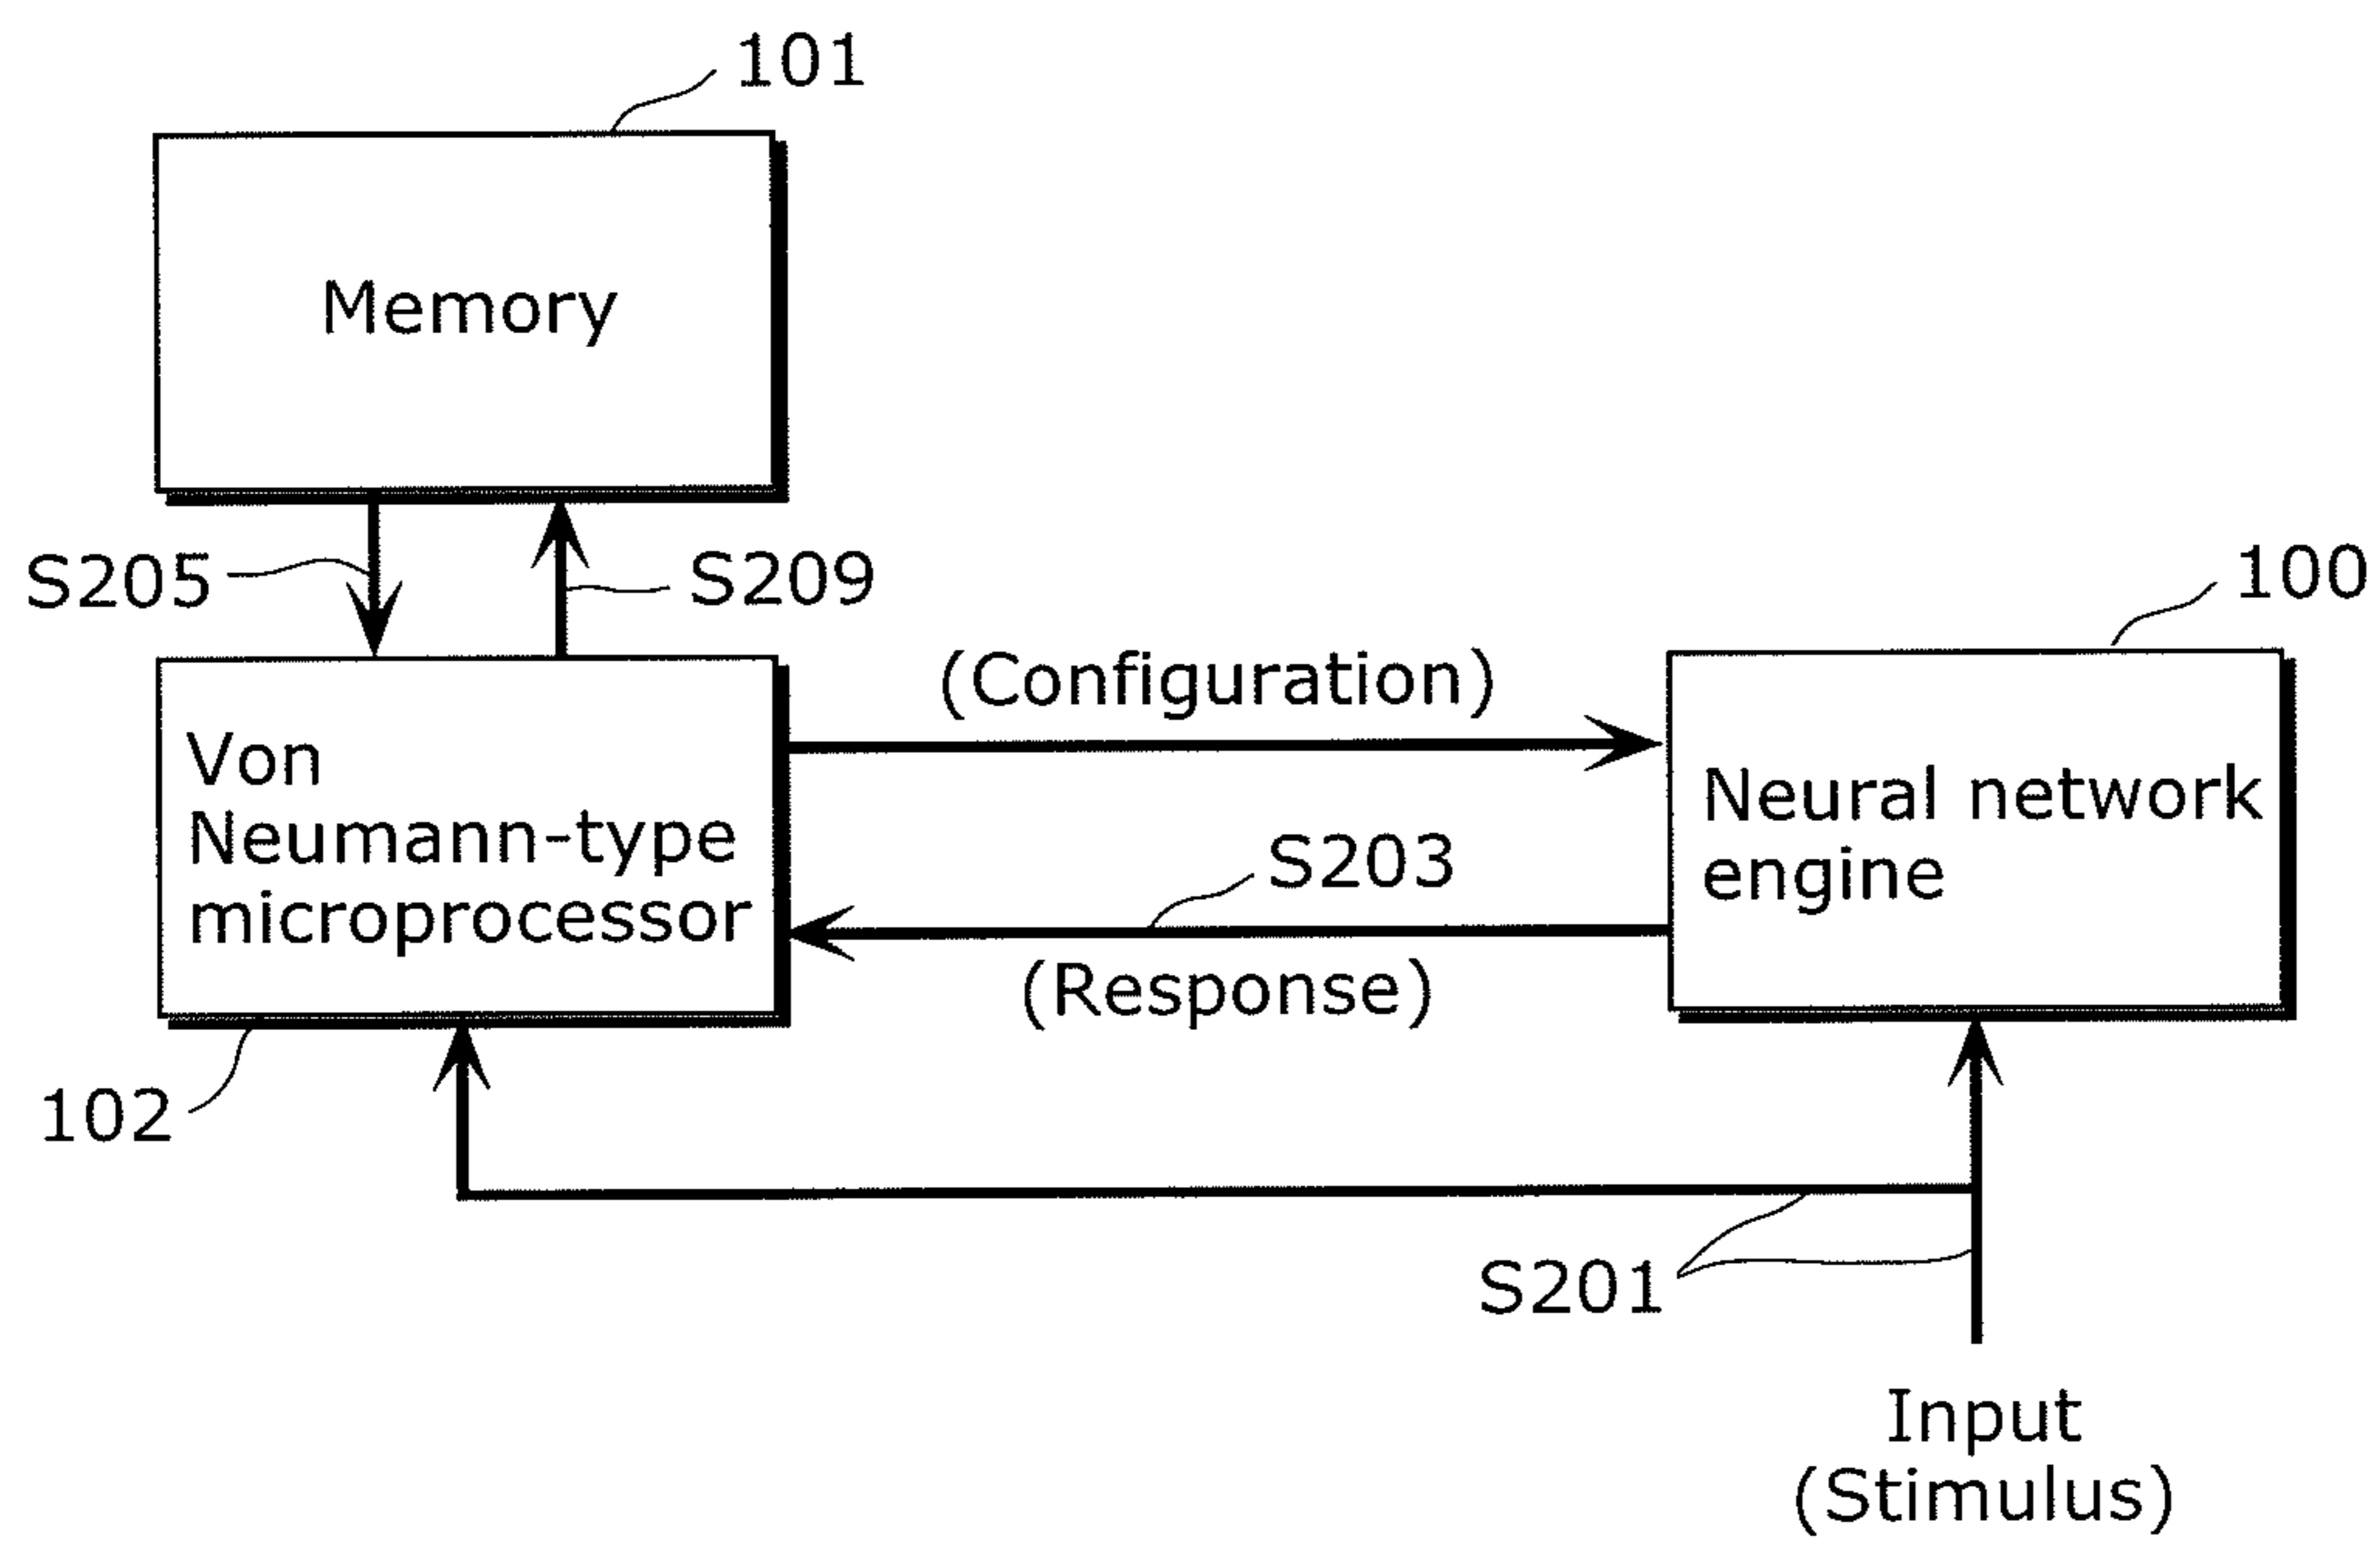 101
Memory
S205
S209
100
(Configuration)
Von
Neumann-type
microprocessor
Neural network
engine
S203
(Response)
102
S201
Input
(Stimulus)